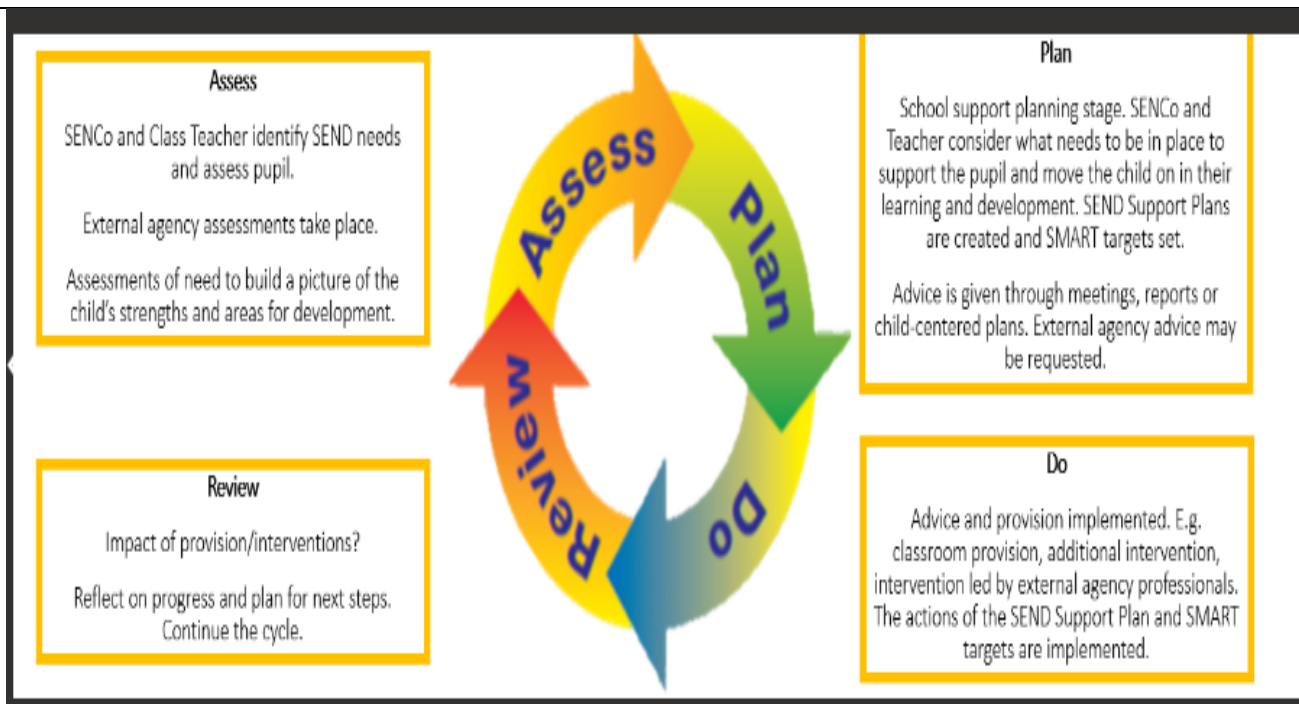 Assess
SENCo and Class Teacher identify SEND needs
and assess pupil.
External agency assessments take place.
Assessments of need to build a picture of the
child's strengths and areas for development.
Assess
Plan
Do
Review
Plan
School support planning stage. SENCo and
Teacher consider what needs to be in place to
support the pupil and move the child on in their
learning and development. SEND Support Plans
are created and SMART targets set.
Advice is given through meetings, reports or
child-centered plans. External agency advice may
be requested.
Review
Impact of provision/interventions?
Reflect on progress and plan for next steps.
Continue the cycle.
Do
Advice and provision implemented. E.g.
classroom provision, additional intervention,
intervention led by external agency professionals.
The actions of the SEND Support Plan and SMART
targets are implemented.